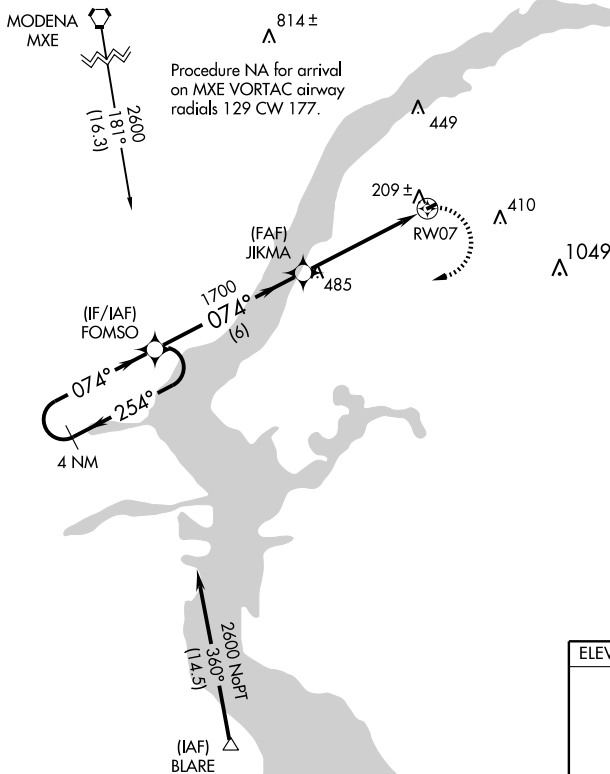 MODENA
MXE
814 ±
Procedure NA for arrival
on MXE VORTAC airway
radials 129 CW 177.
2600
181°
(16.3)
449
209 ±
410
RW07
1049
(FAF)
JIKMA
485
1700
074°
(6)
(IF/IAF)
FOMSO
074°
254°
4 NM
2600 NoPT
360°
(14.5)
(IAF)
BLARE
ELEV